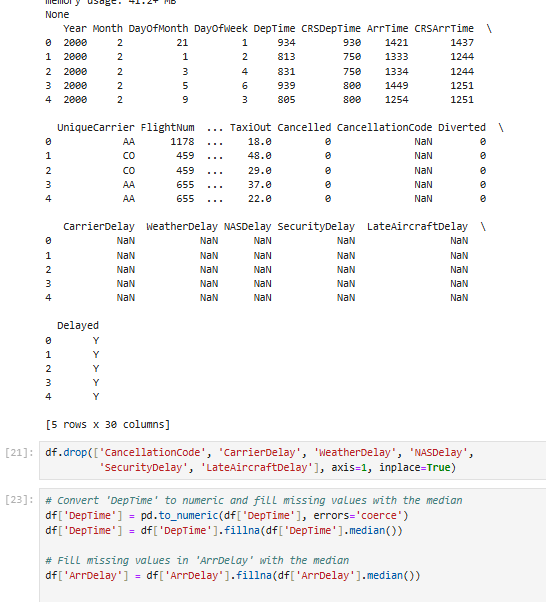 memory usage: 41.2+ MB
None
   Year Month DayOfMonth DayOfWeek DepTime CRSDepTime ArrTime CRSArrTime  \
0  2000     2         21         1     934        930    1421       1437
1  2000     2          1         2     813        750    1333       1244
2  2000     2          3         4     831        750    1334       1244
3  2000     2          5         6     939        800    1449       1251
4  2000     2          9         3     805        800    1254       1251
  UniqueCarrier FlightNum  ... TaxiOut Cancelled CancellationCode Diverted  \
0            AA      1178  ...    18.0         0              NaN        0
1            CO       459  ...    48.0         0              NaN        0
2            CO       459  ...    29.0         0              NaN        0
3            AA       655  ...    37.0         0              NaN        0
4            AA       655  ...    22.0         0              NaN        0
   CarrierDelay  WeatherDelay NASDelay SecurityDelay  LateAircraftDelay  \
0           NaN           NaN      NaN           NaN                NaN
1           NaN           NaN      NaN           NaN                NaN
2           NaN           NaN      NaN           NaN                NaN
3           NaN           NaN      NaN           NaN                NaN
4           NaN           NaN      NaN           NaN                NaN
  Delayed
0       Y
1       Y
2       Y
3       Y
4       Y
[5 rows x 30 columns]
[21]: df.drop(['CancellationCode', 'CarrierDelay', 'WeatherDelay', 'NASDelay',
'SecurityDelay', 'LateAircraftDelay'], axis=1, inplace=True)
[23]: # Convert 'DepTime' to numeric and fill missing values with the median
df['DepTime'] = pd.to_numeric(df['DepTime'], errors='coerce')
df['DepTime'] = df['DepTime'].fillna(df['DepTime'].median())
# Fill missing values in 'ArrDelay' with the median
df['ArrDelay'] = df['ArrDelay'].fillna(df['ArrDelay'].median())